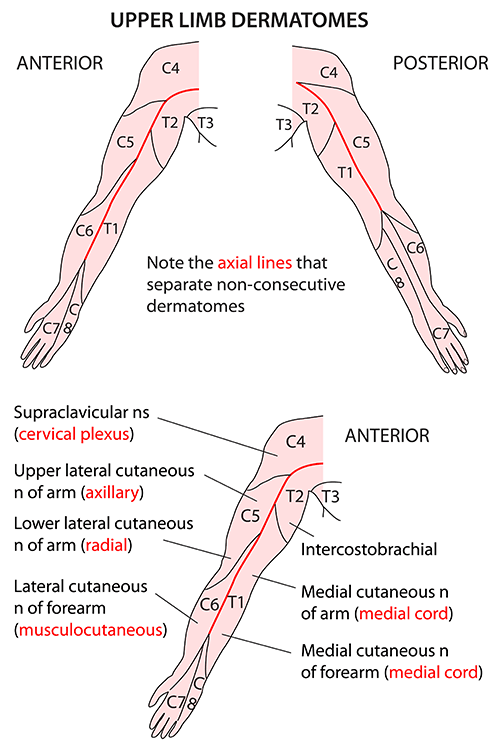 UPPER LIMB DERMATOMES
ANTERIOR
POSTERIOR
C4
C4
T2
T3
T2
T3
C5
C5
T1
C6
T1
C6
C
8
C
8
C7
C7
Note the axial lines that
separate non-consecutive
dermatomes
Supraclavicular ns
(cervical plexus)
Upper lateral cutaneous
n of arm (axillary)
Lower lateral cutaneous
n of arm (radial)
Lateral cutaneous
n of forearm
(musculocutaneous)
ANTERIOR
C4
T2
T3
C5
C6
T1
C
8
C7
Intercostobrachial
Medial cutaneous n
of arm (medial cord)
Medial cutaneous n
of forearm (medial cord)